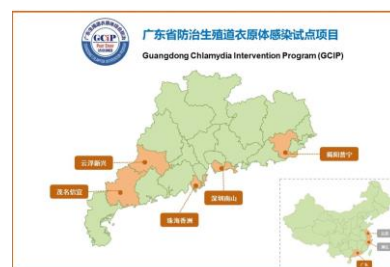 GCIP
广东省防治生殖道衣原体感染试点项目
Guangdong Chlamydia Intervention Program (GCIP)
云浮新兴
揭阳普宁
茂名信宜
深圳南山
珠海香洲
广东